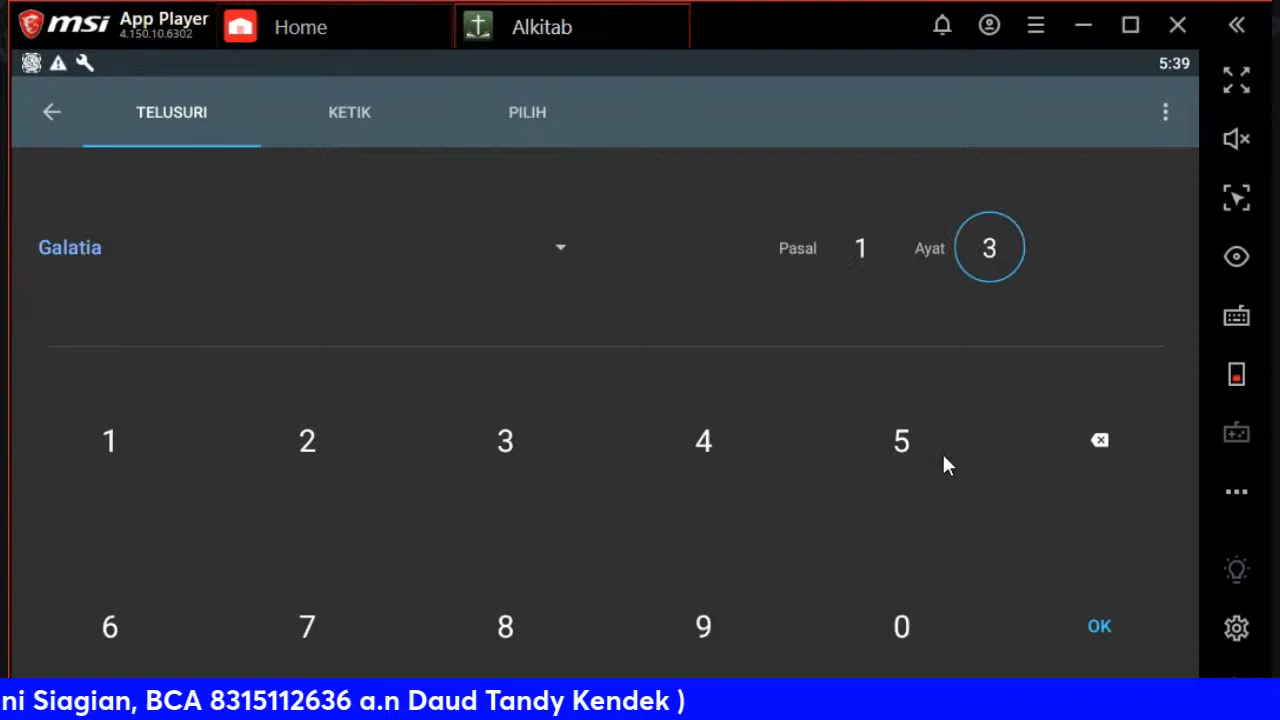 msi App Player
4.150.10.6302
Home
Alkitab
5:39
TELUSURI
KETIK
PILIH
Galatia
Pasal 1 Ayat 3
1 2 3 4 5
6 7 8 9 0 OK
ni Siagian, BCA 8315112636 a.n Daud Tandy Kendek )